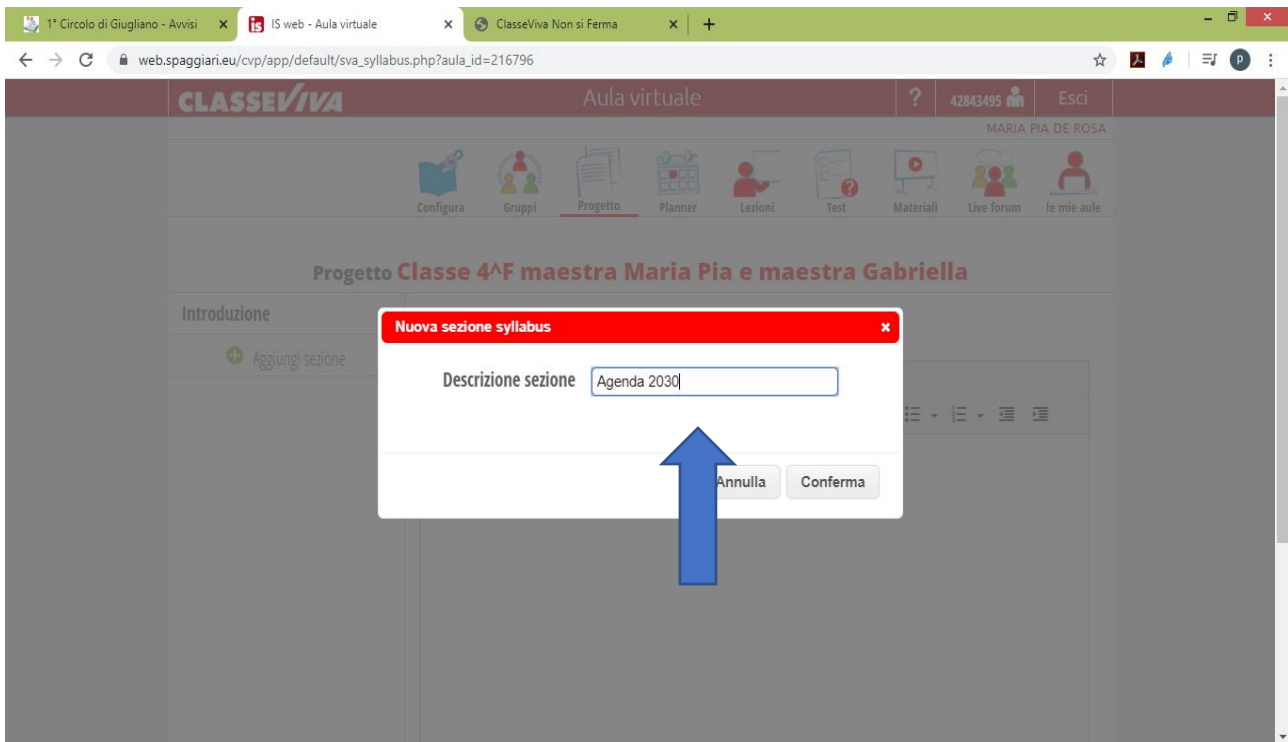 1° Circolo di Giugliano - Avvisi
IS web - Aula virtuale
ClasseViva Non si Ferma
web.spaggiari.eu/cvp/app/default/sva_syllabus.php?aula_id=216796
P
CLASSEVIVA
Aula virtuale
?
42843495
Esci
MARIA PIA DE ROSA
Configura
Gruppi
Progetto
Planner
Lezioni
Test
Materiali
Live forum
le mie aule
Progetto Classe 4^F maestra Maria Pia e maestra Gabriella
Introduzione
Aggiungi sezione
Nuova sezione syllabus
Descrizione sezione
Agenda 2030
Annulla
Conferma